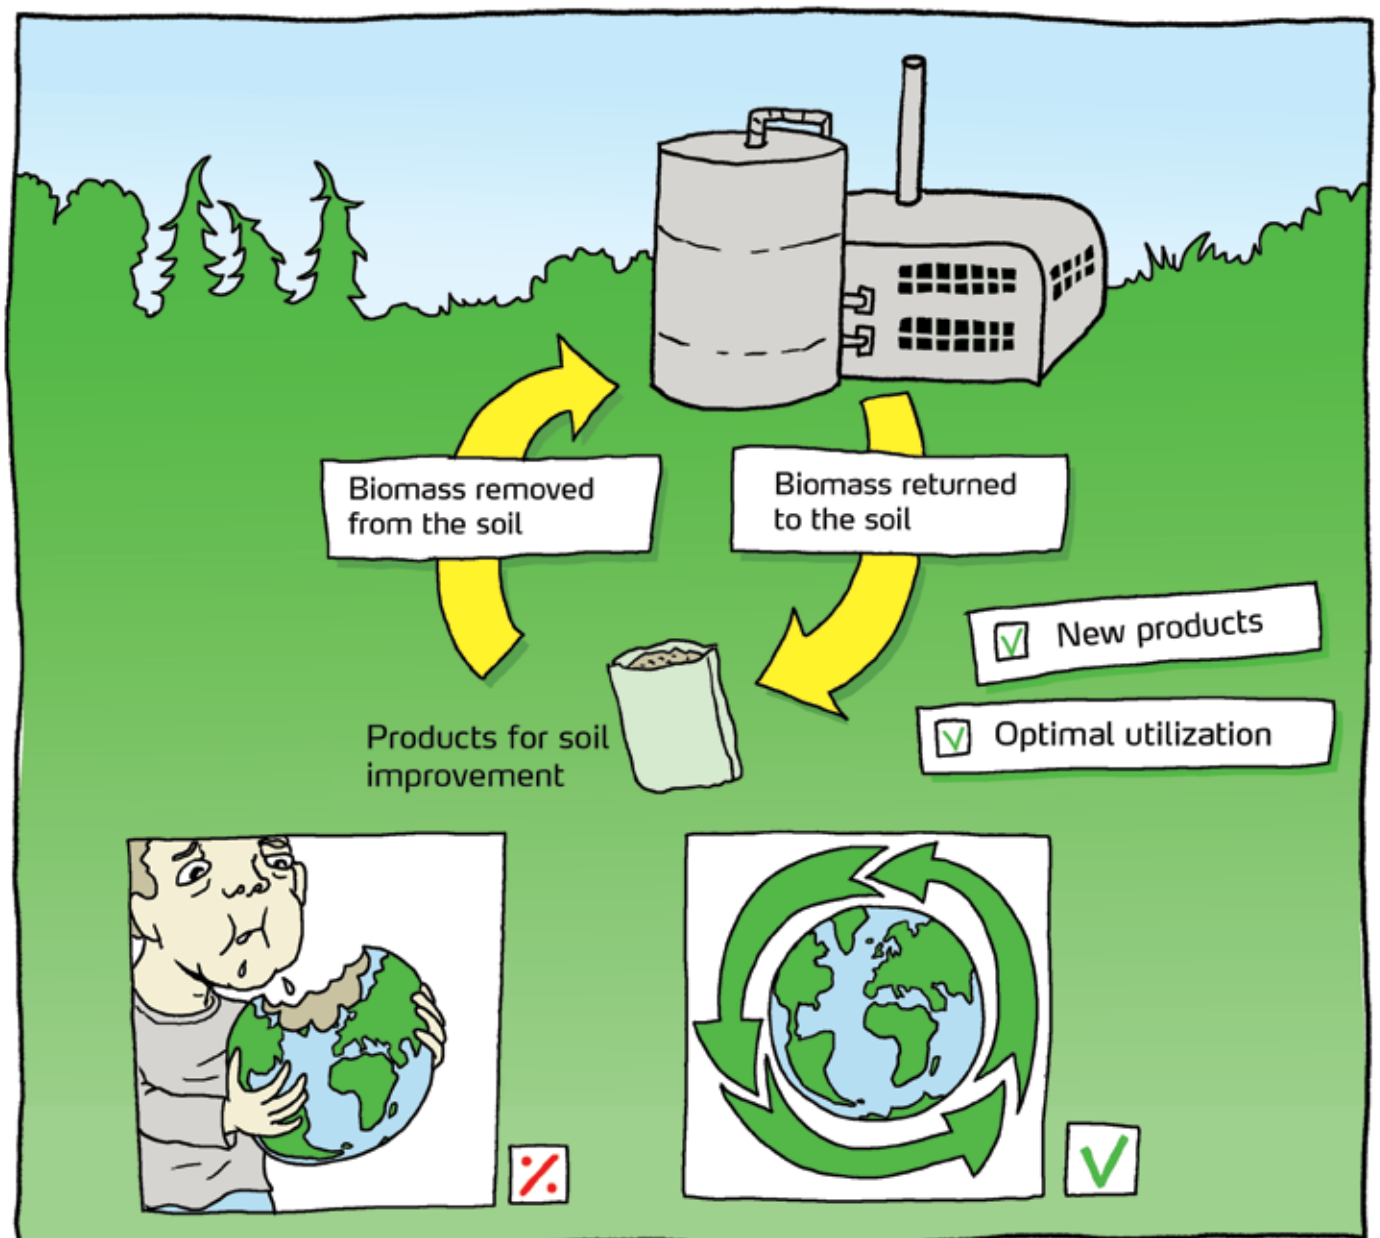 Biomass removed
from the soil
Biomass returned
to the soil
New products
Optimal utilization
Products for soil
improvement